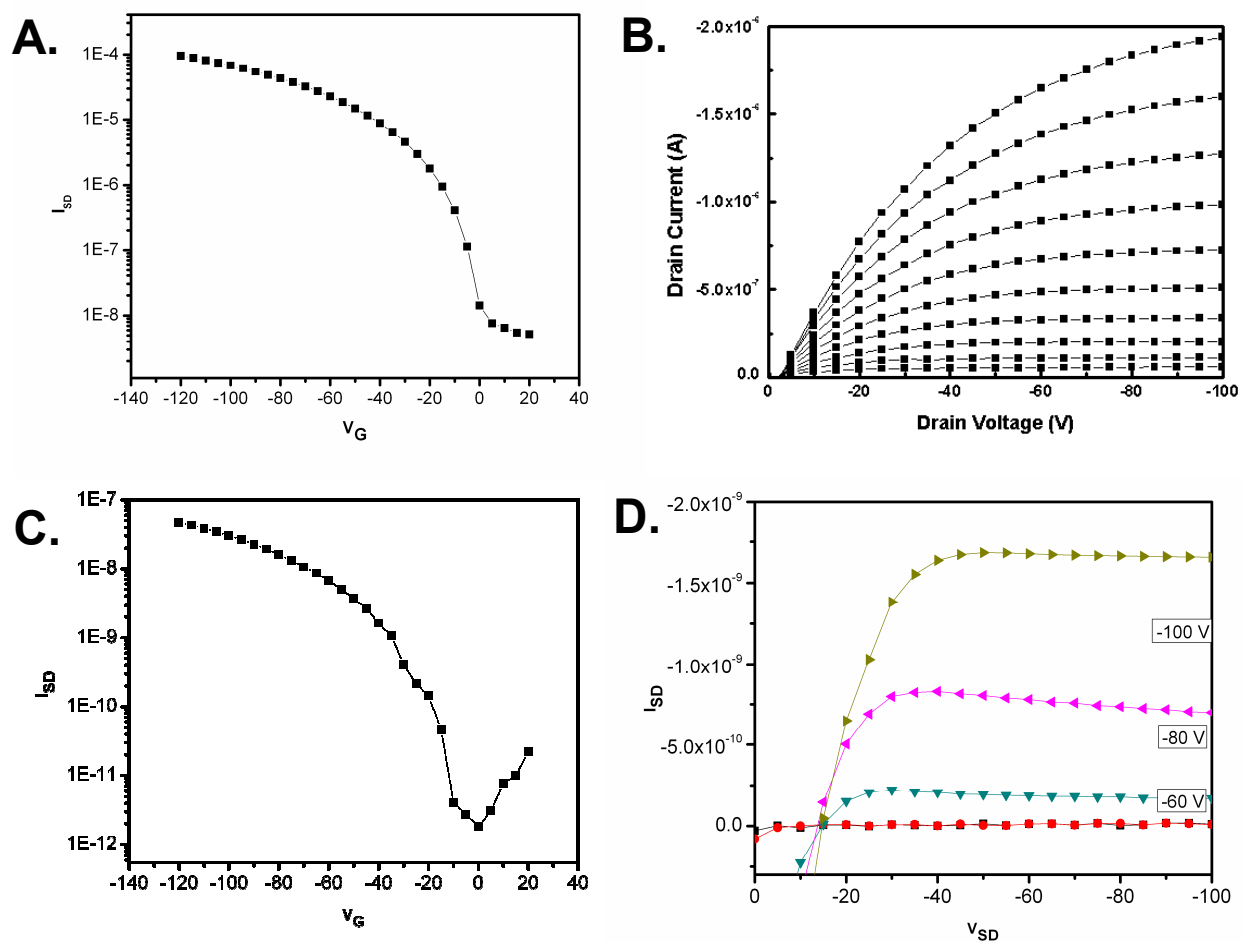 A.
1E-4
1E-5
1E-6
1E-7
1E-8
I_SD
-140 -120 -100 -80 -60 -40 -20 0 20 40
V_G
B.
-2.0x10⁻⁶
-1.5x10⁻⁶
-1.0x10⁻⁶
-5.0x10⁻⁷
0.0
Drain Current (A)
0 -20 -40 -60 -80 -100
Drain Voltage (V)
C.
1E-7
1E-8
1E-9
1E-10
1E-11
1E-12
I_SD
-140 -120 -100 -80 -60 -40 -20 0 20 40
V_G
D.
-2.0x10⁻⁹
-1.5x10⁻⁹
-1.0x10⁻⁹
-5.0x10⁻¹⁰
0.0
I_SD
-100 V
-80 V
-60 V
0 -20 -40 -60 -80 -100
V_SD